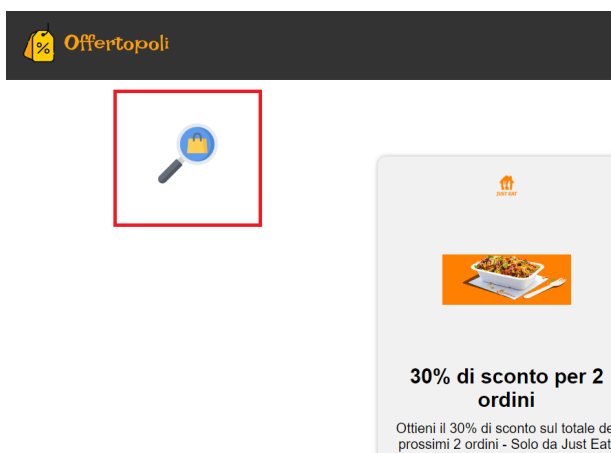 %
Offertopoli
JUST EAT
30% di sconto per 2
ordini
Ottieni il 30% di sconto sul totale de
prossimi 2 ordini - Solo da Just Eat